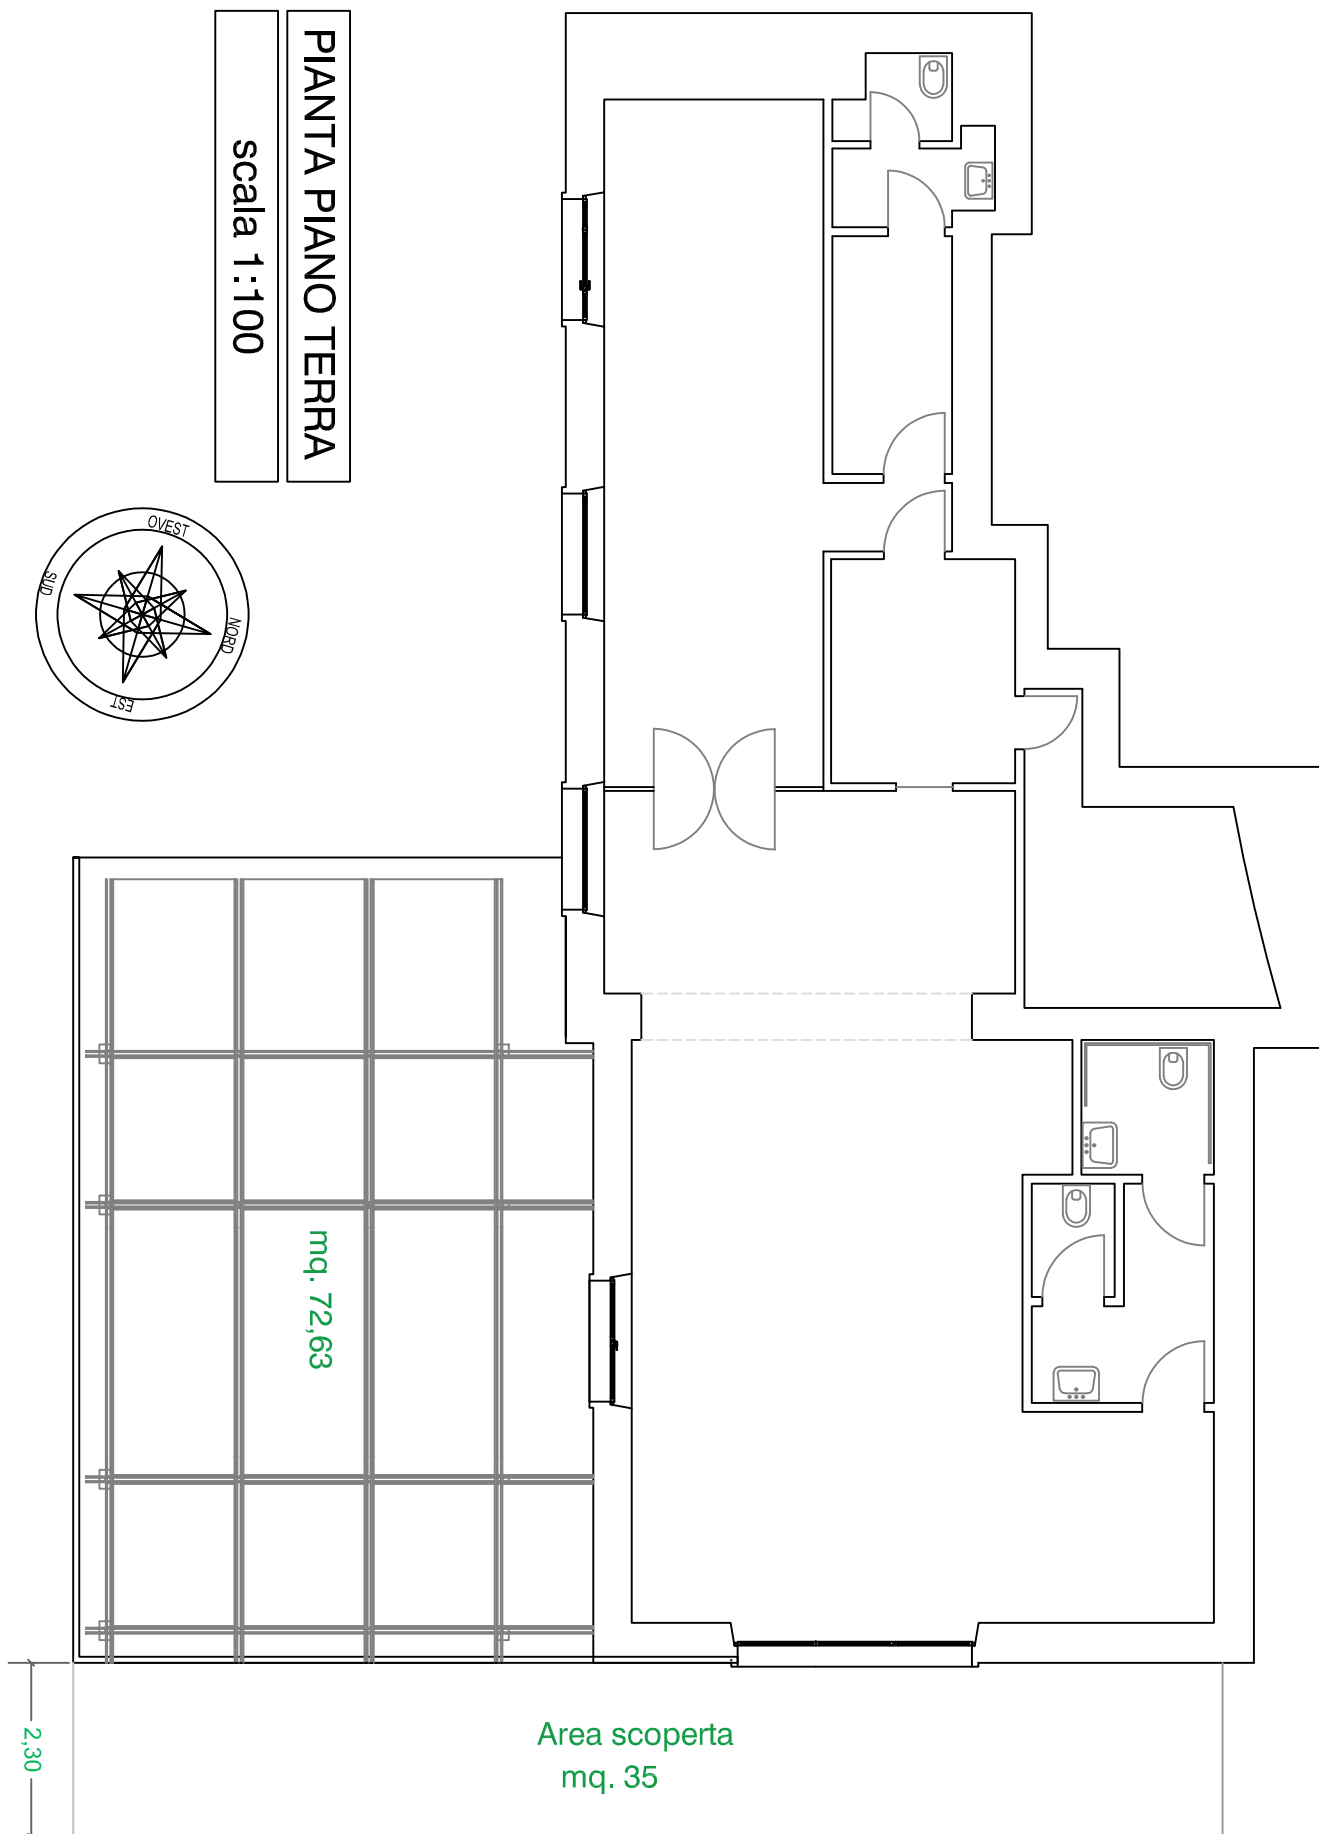 PIANTA PIANO TERRA
scala 1:100
OVEST
SUD
NORD
EST
mq. 72,63
Area scoperta
mq. 35
2,30